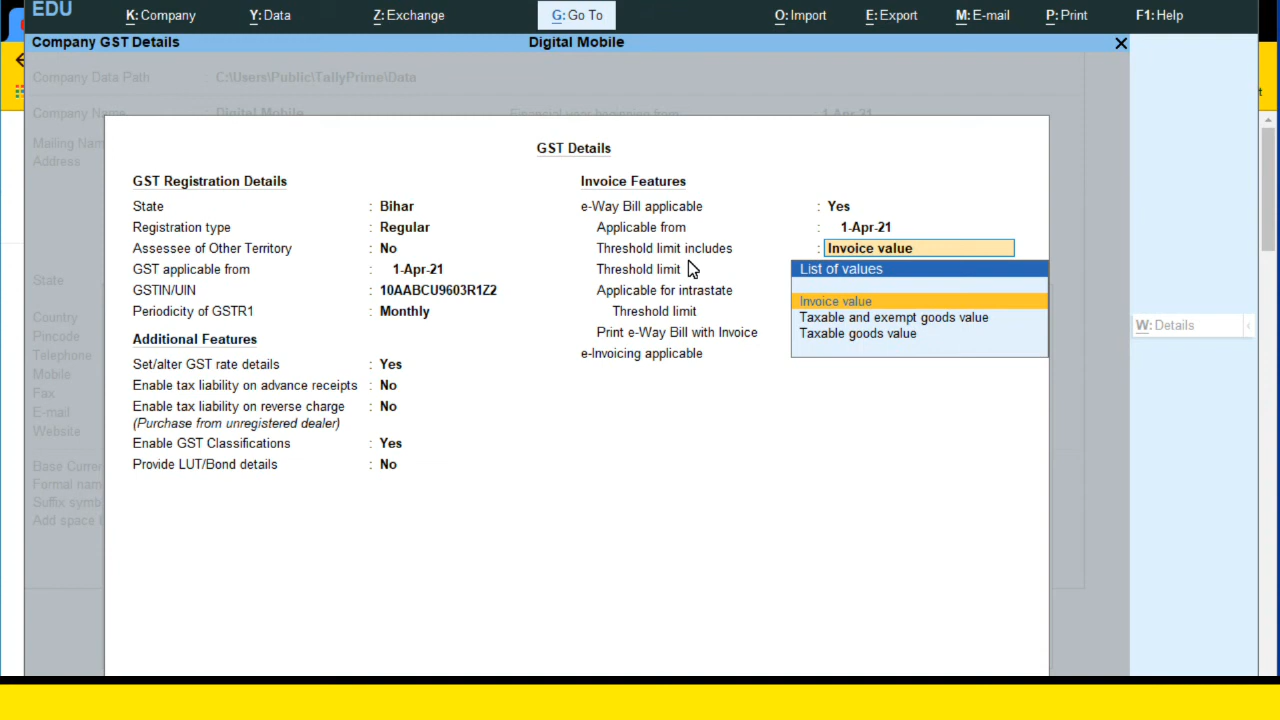 EDU
K: Company Y: Data Z: Exchange G: Go To O: Import E: Export M: E-mail P: Print F1: Help
Company GST Details Digital Mobile
Company Data Path : C:\Users\Public\TallyPrime\Data
Company Name : Digital Mobile Financial year beginning from 1-Apr-21
Mailing Nam
Address
State
Country
Pincode
Telephone
Mobile
Fax
E-mail
Website
Base Curre
Formal nam
Suffix symb
Add space b
GST Details
GST Registration Details
State : Bihar
Registration type : Regular
Assessee of Other Territory : No
GST applicable from : 1-Apr-21
GSTIN/UIN : 10AABCU9603R1Z2
Periodicity of GSTR1 : Monthly
Additional Features
Set/alter GST rate details : Yes
Enable tax liability on advance receipts : No
Enable tax liability on reverse charge : No
(Purchase from unregistered dealer)
Enable GST Classifications : Yes
Provide LUT/Bond details : No
Invoice Features
e-Way Bill applicable : Yes
Applicable from : 1-Apr-21
Threshold limit includes : Invoice value
Threshold limit
Applicable for intrastate
Threshold limit
Print e-Way Bill with Invoice
e-Invoicing applicable
List of values
Invoice value
Taxable and exempt goods value
Taxable goods value
W: Details